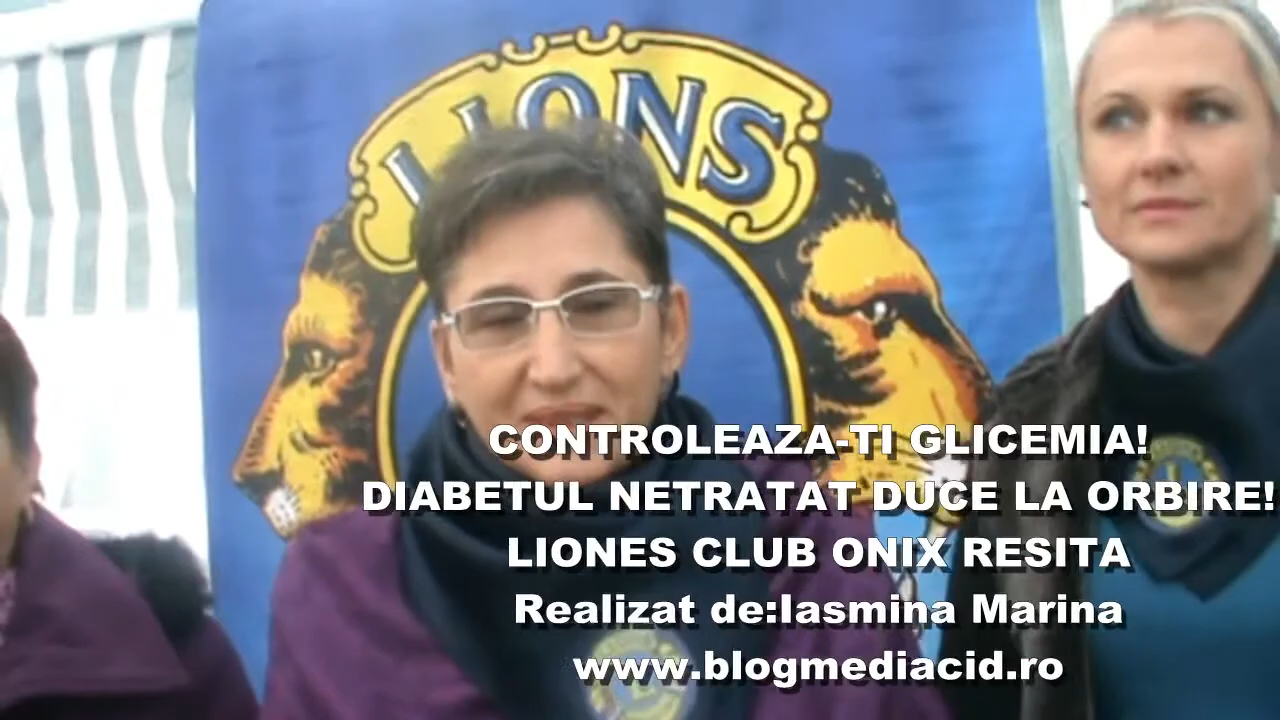 LIONS
CONTROLEAZA-TI GLICEMIA!
DIABETUL NETRATAT DUCE LA ORBIRE!
LIONES CLUB ONIX RESITA
Realizat de:Iasmina Marina
www.blogmediacid.ro